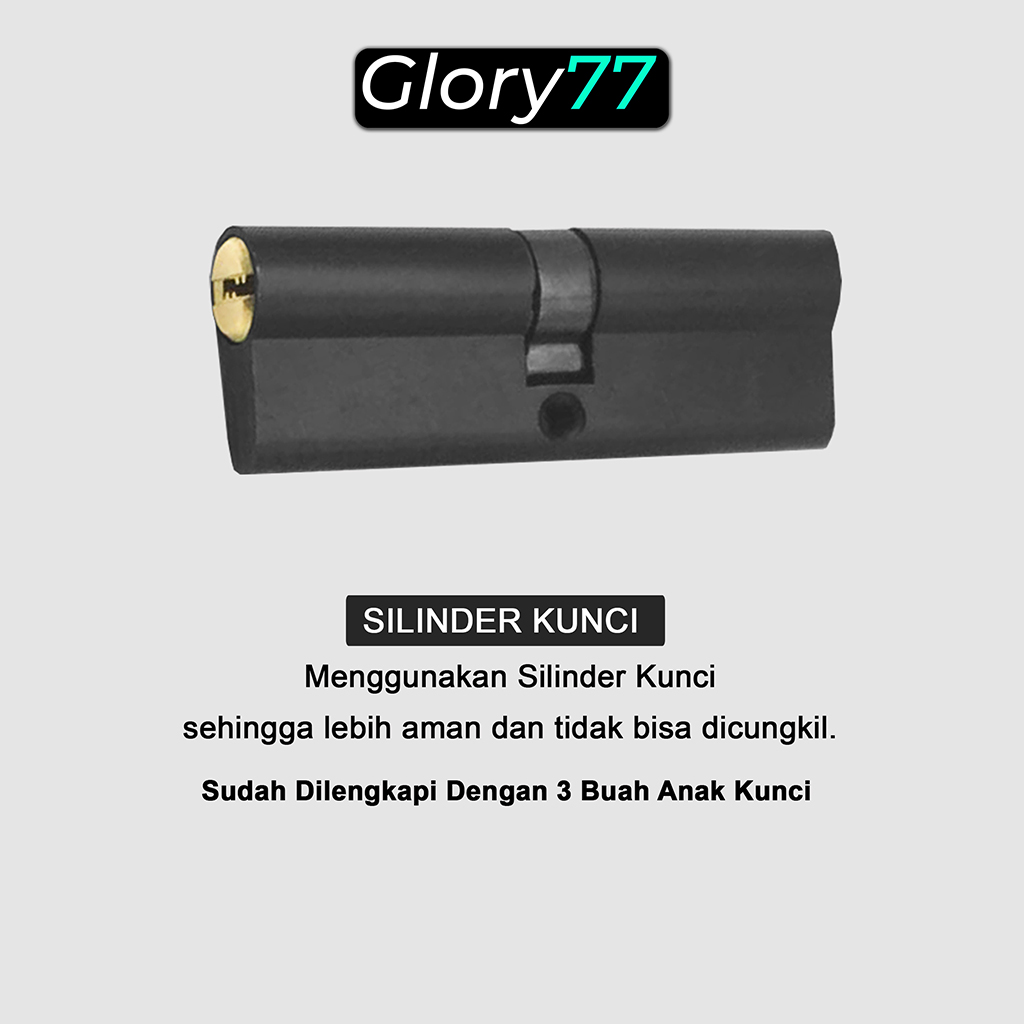 Glory77
SILINDER KUNCI
Menggunakan Silinder Kunci
sehingga lebih aman dan tidak bisa dicungkil.
Sudah Dilengkapi Dengan 3 Buah Anak Kunci